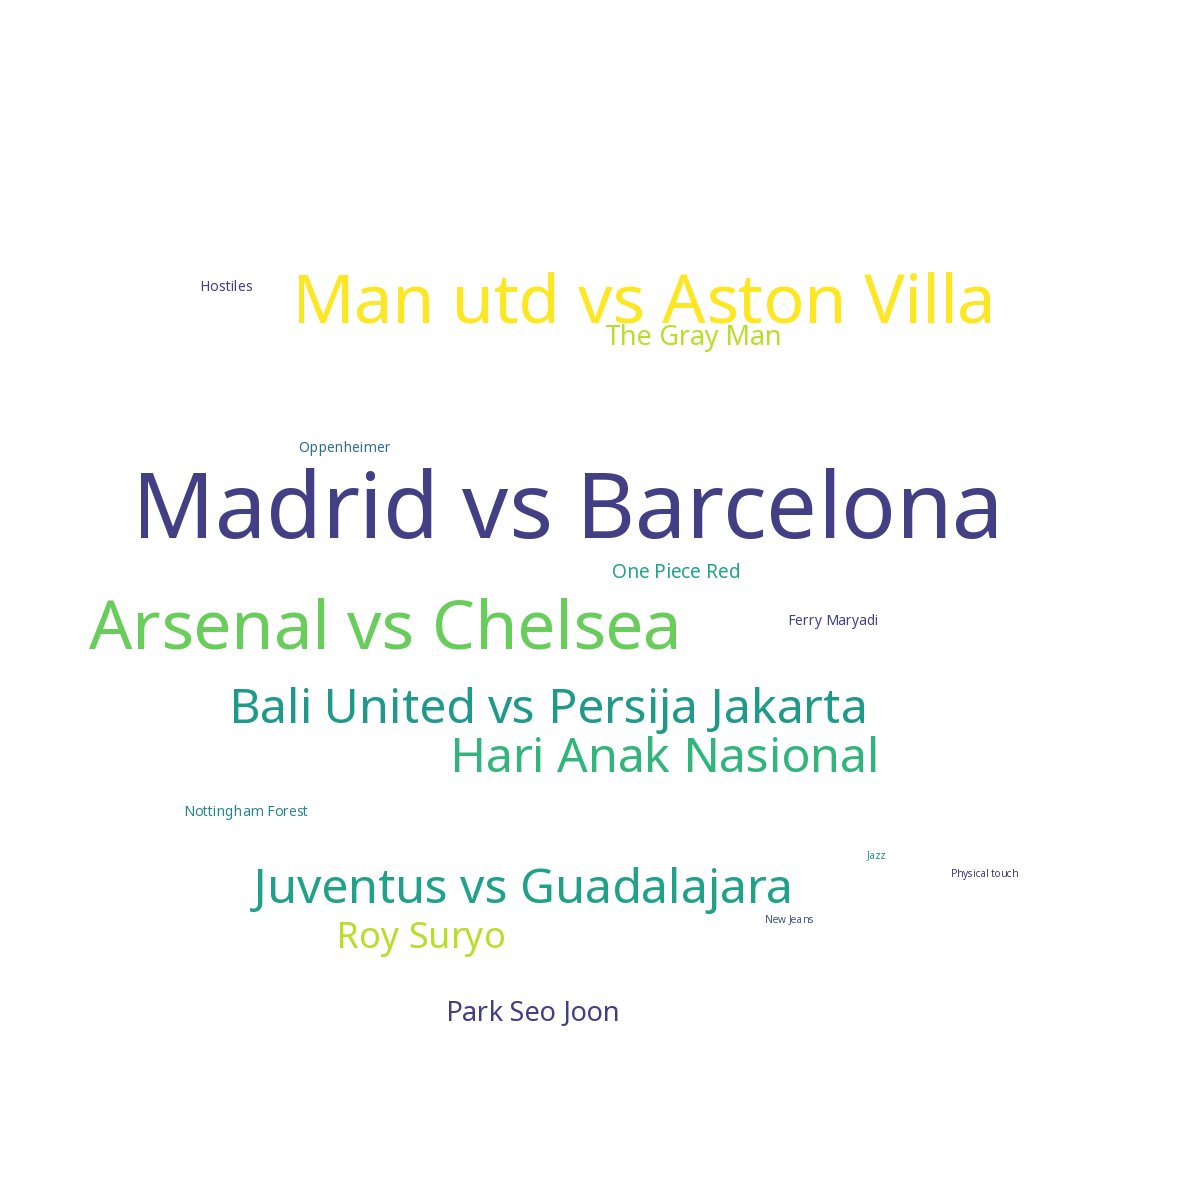 Hostiles
Man utd vs Aston Villa
The Gray Man
Oppenheimer
Madrid vs Barcelona
One Piece Red
Arsenal vs Chelsea
Ferry Maryadi
Bali United vs Persija Jakarta
Hari Anak Nasional
Nottingham Forest
Jazz
Physical touch
Juventus vs Guadalajara
New Jeans
Roy Suryo
Park Seo Joon